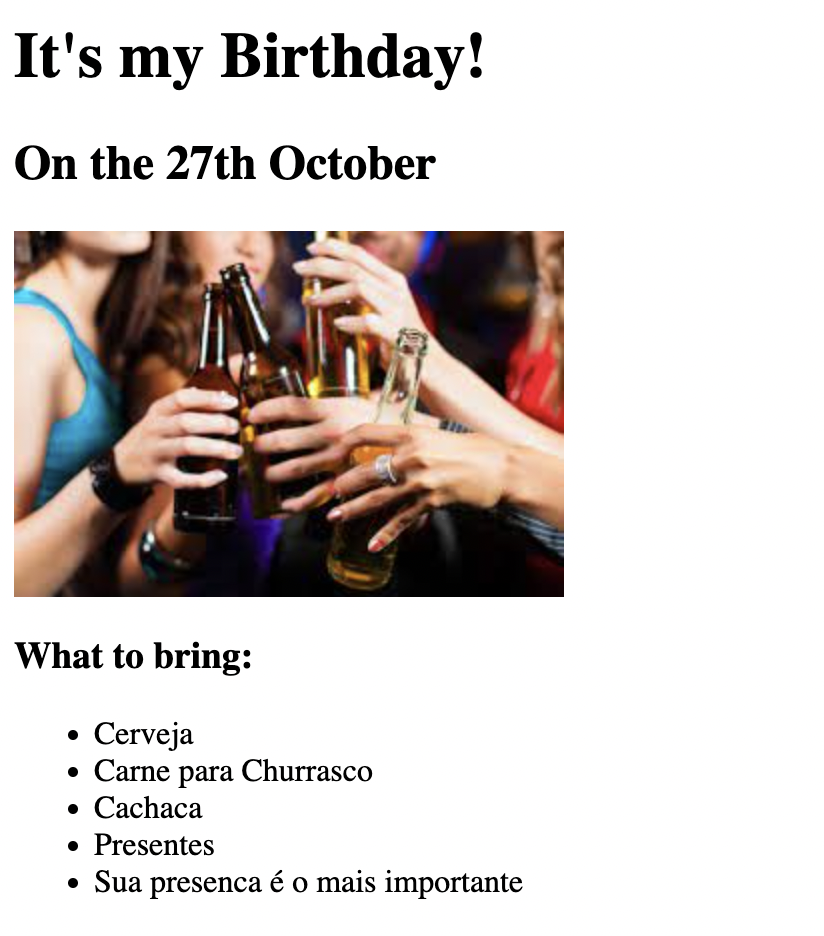 It's my Birthday!
On the 27th October
What to bring:
Cerveja
Carne para Churrasco
Cachaca
Presentes
Sua presenca é o mais importante